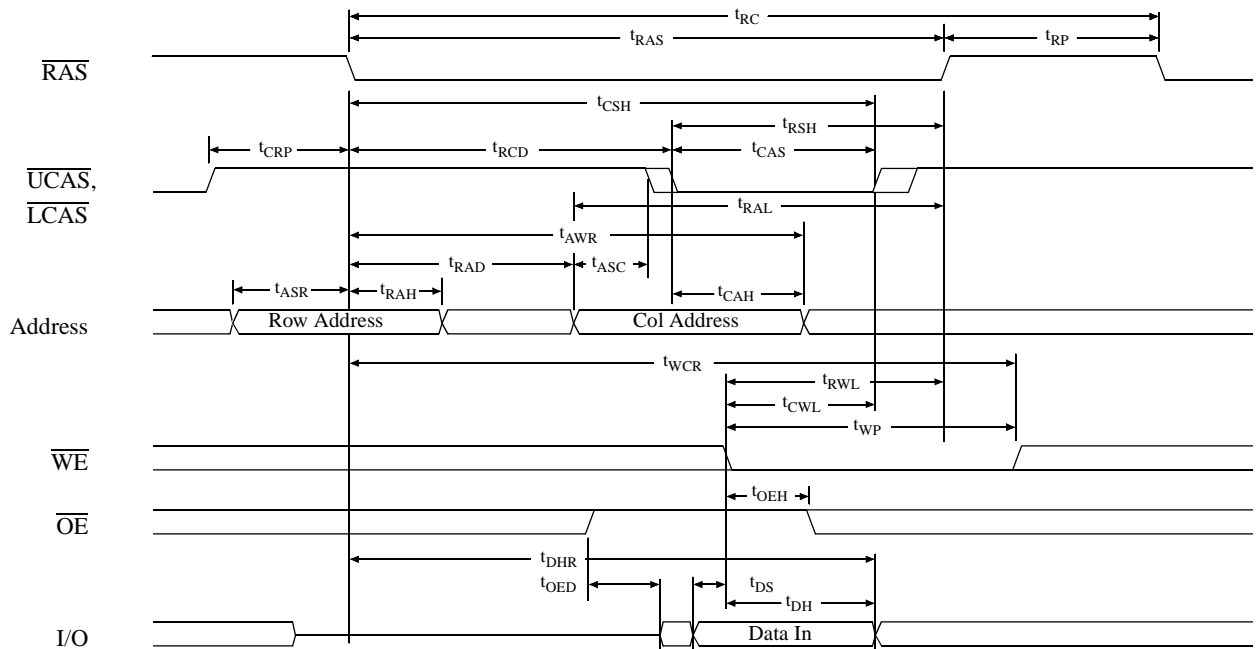 tRC
tRAS tRP
RAS
tCSH
tRSH
tCRP tRCD tCAS
UCAS,
LCAS
tRAL
tAWR
tRAD tASC
tASR tRAH tCAH
Address Row Address Col Address
tWCR
tRWL
tCWL
tWP
WE
tOEH
OE
tDHR
tOED tDS
tDH
I/O Data In